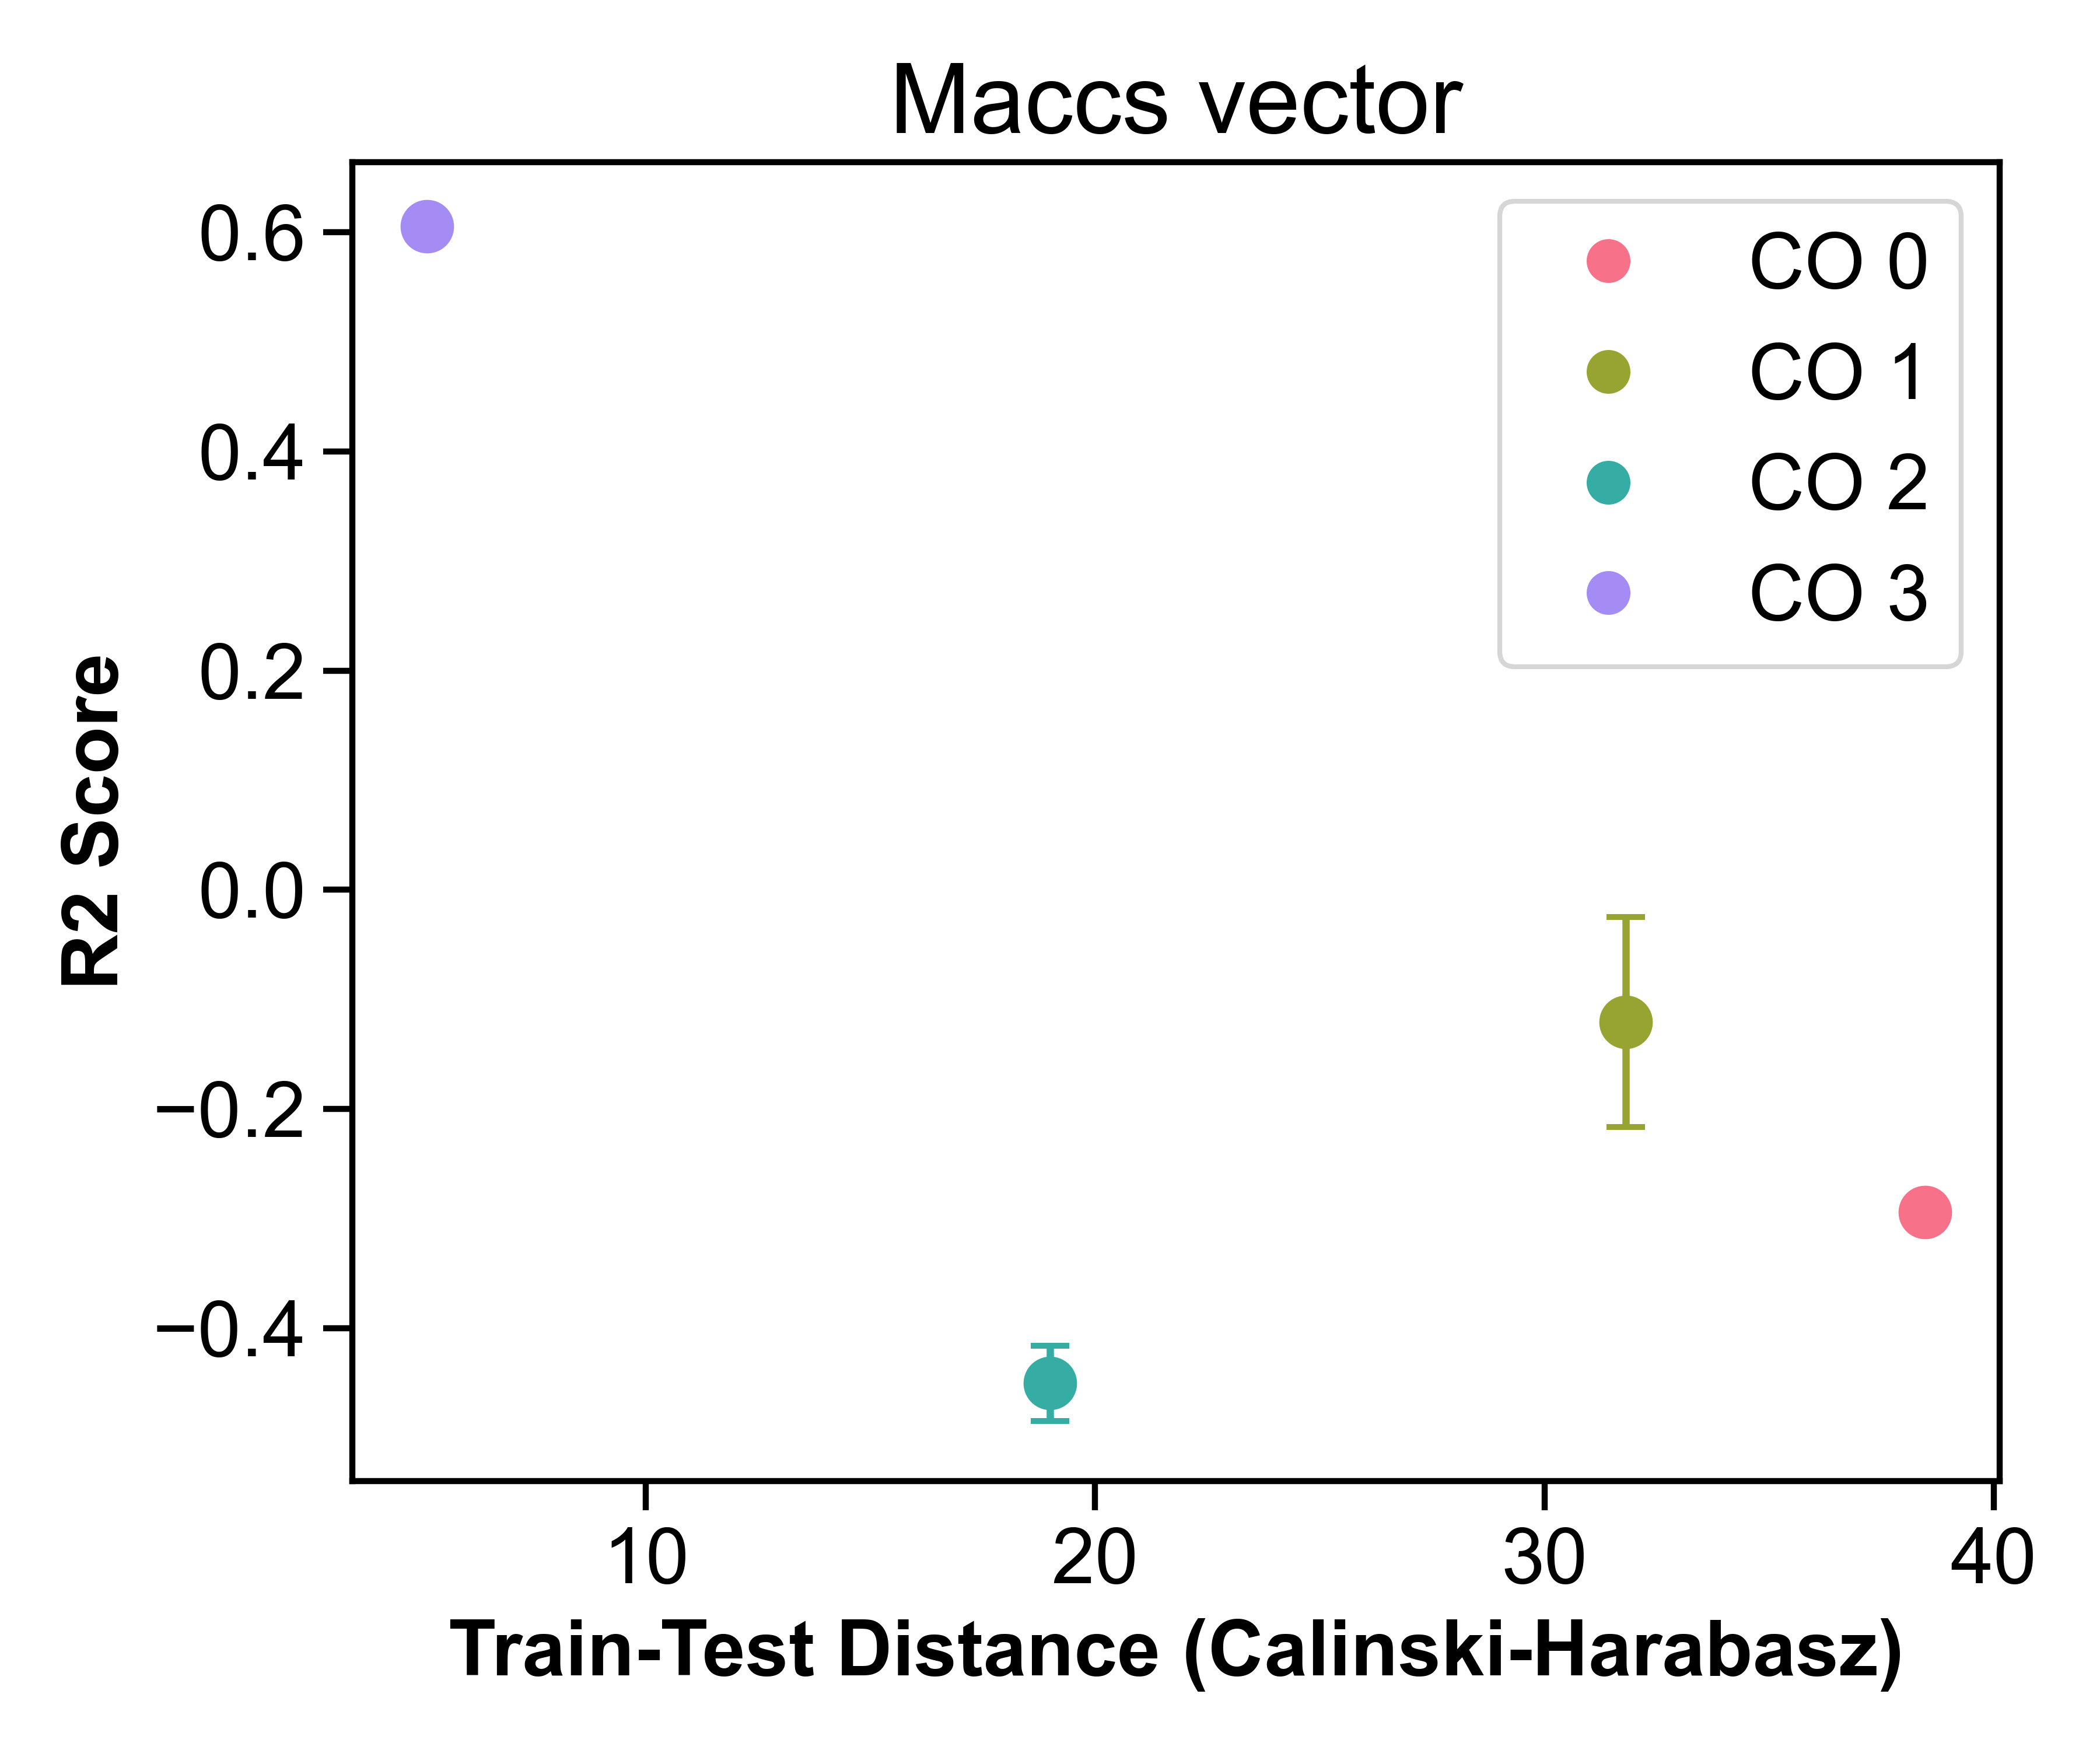 Maccs vector
0.6
0.4
0.2
0.0
−0.2
−0.4
R2 Score
CO 0
CO 1
CO 2
CO 3
10
20
30
40
Train-Test Distance (Calinski-Harabasz)